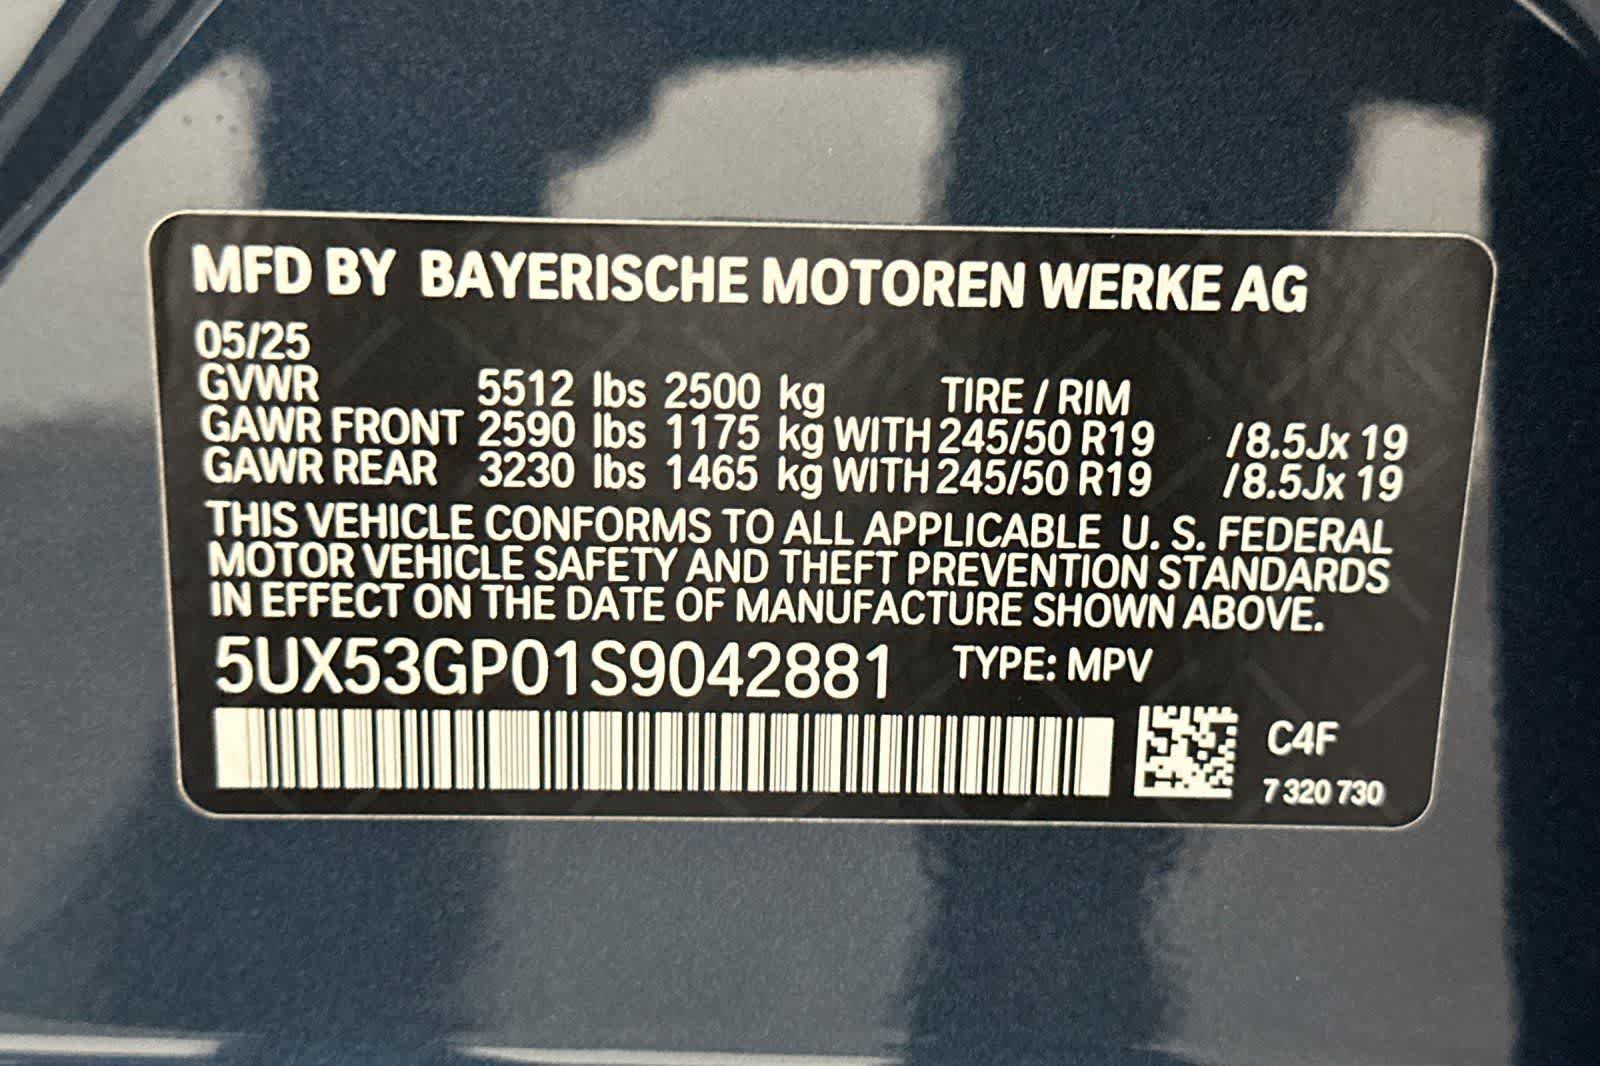 MFD BY BAYERISCHE MOTOREN WERKE AG
05/25
GVWR 5512 lbs 2500 kg TIRE / RIM
GAWR FRONT 2590 lbs 1175 kg WITH 245/50 R19 /8.5Jx 19
GAWR REAR 3230 lbs 1465 kg WITH 245/50 R19 /8.5Jx 19
THIS VEHICLE CONFORMS TO ALL APPLICABLE U. S. FEDERAL
MOTOR VEHICLE SAFETY AND THEFT PREVENTION STANDARDS
IN EFFECT ON THE DATE OF MANUFACTURE SHOWN ABOVE.
5UX53GP01S9042881 TYPE: MPV
C4F
7 320 730